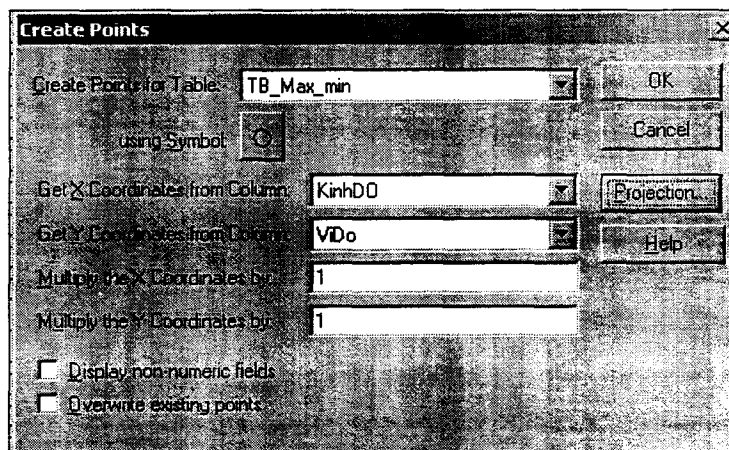 Create Points
Create Points for Table: TB_Max_min OK
using Symbol: Cancel
Get X Coordinates from Column: KinhDO Projection...
Get Y Coordinates from Column: ViDo Help
Multiply the X Coordinates by: 1
Multiply the Y Coordinates by: 1
Display non-numeric fields
Overwrite existing points